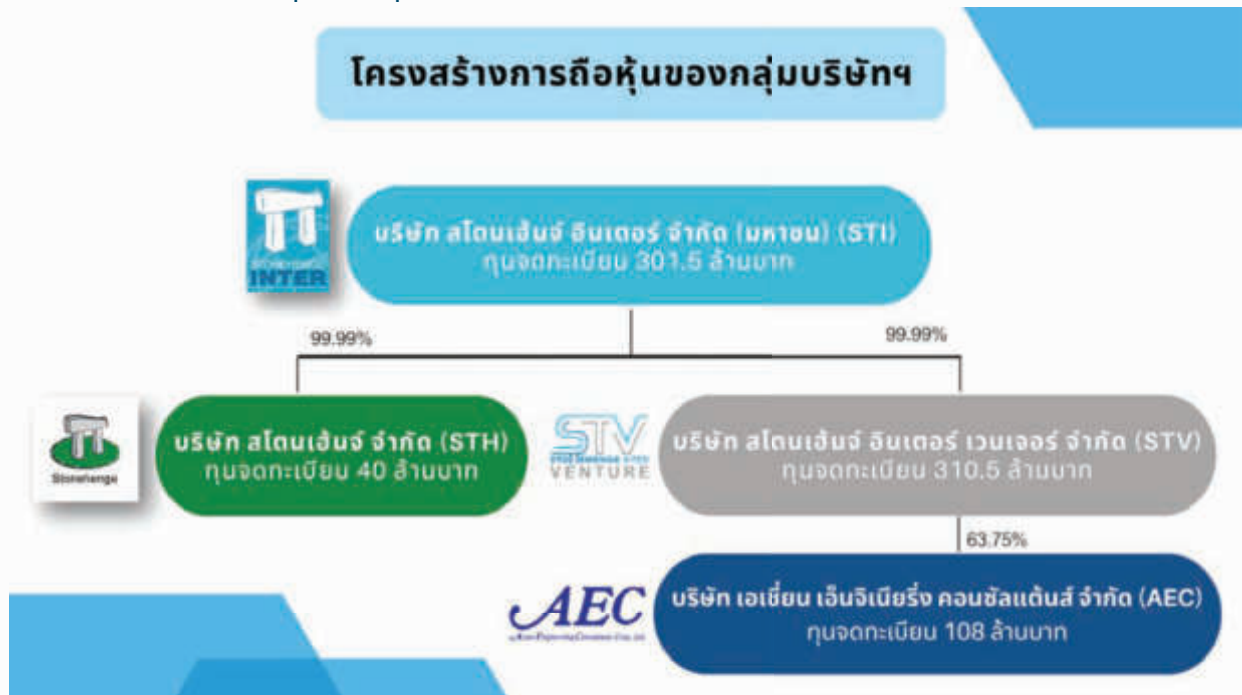 โครงสร้างการถือหุ้นของกลุ่มบริษัทฯ
INTER
บริษัท สโตนเฮ้นจ์ อินเตอร์ จำกัด (มหาชน) (STI)
ทุนจดทะเบียน 301.5 ล้านบาท
99.99%
99.99%
Stonehenge
บริษัท สโตนเฮ้นจ์ จำกัด (STH)
ทุนจดทะเบียน 40 ล้านบาท
STV
VENTURE
บริษัท สโตนเฮ้นจ์ อินเตอร์ เวนเจอร์ จำกัด (STV)
ทุนจดทะเบียน 310.5 ล้านบาท
63.75%
AEC
บริษัท เอเชี่ยน เอ็นจิเนียริ่ง คอนซัลแต้นส์ จำกัด (AEC)
ทุนจดทะเบียน 108 ล้านบาท